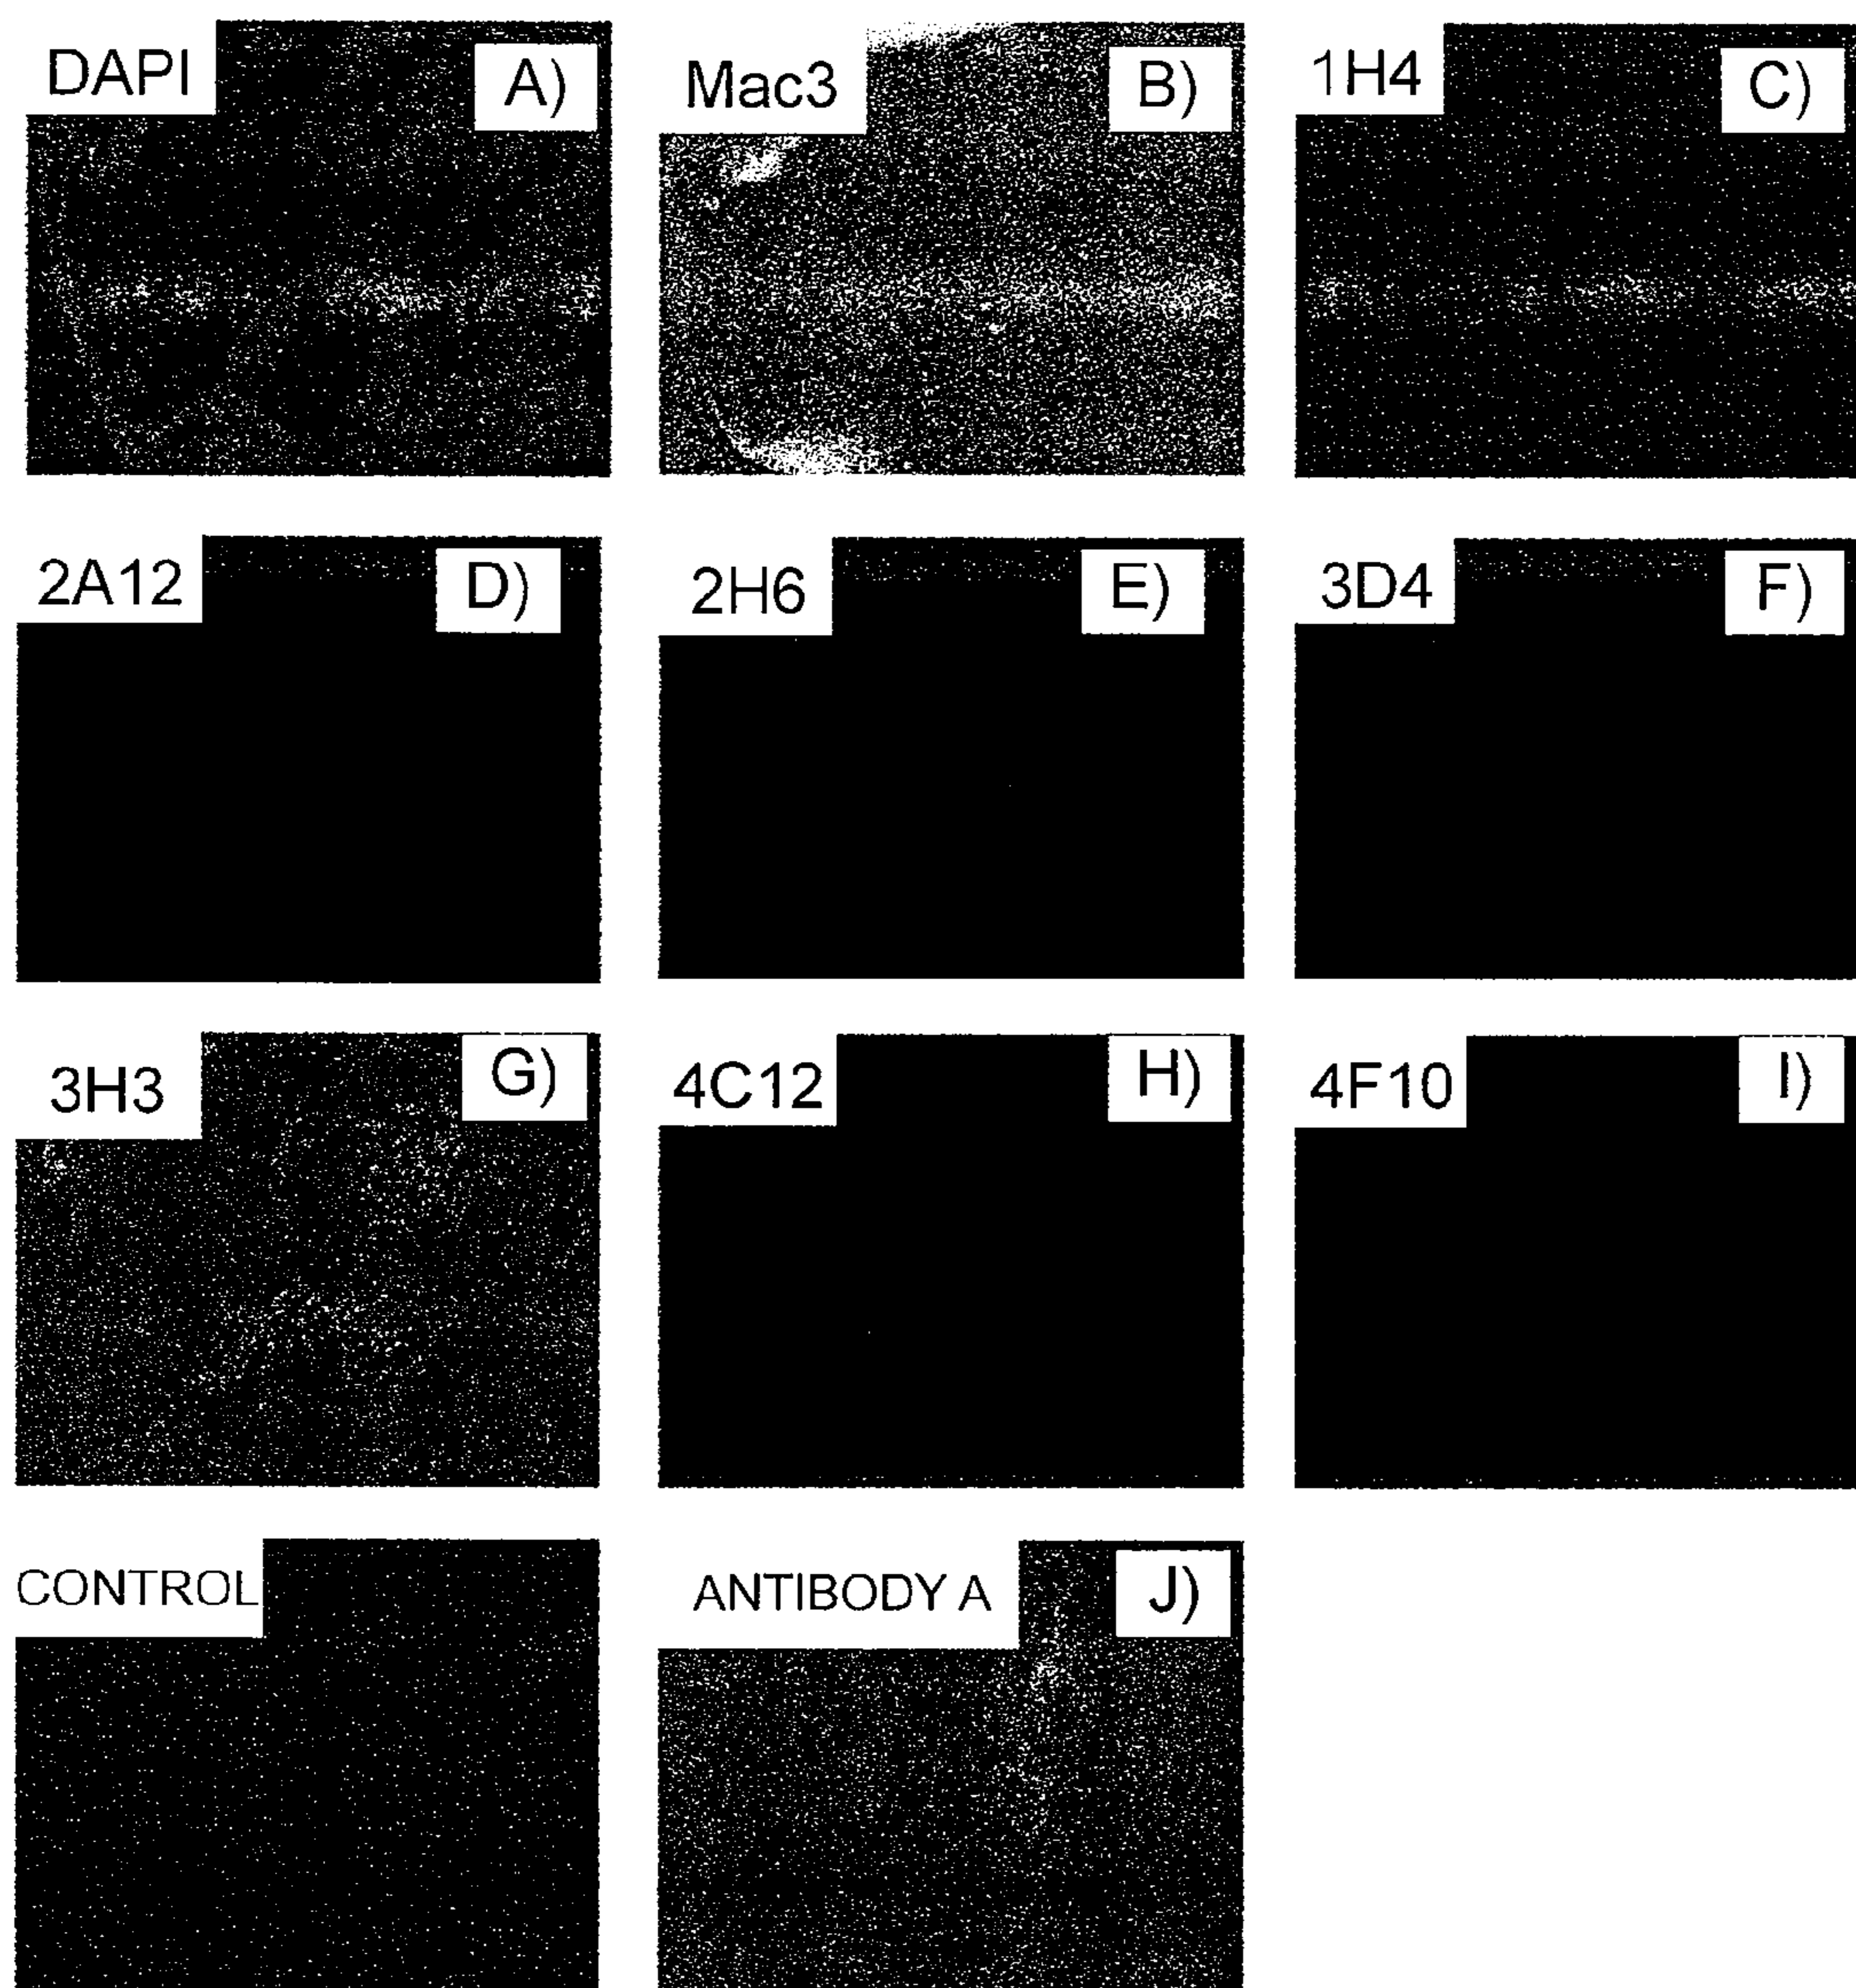 DAPI A)
Mac3 B)
1H4 C)
2A12 D)
2H6 E)
3D4 F)
3H3 G)
4C12 H)
4F10 I)
CONTROL
ANTIBODY A J)